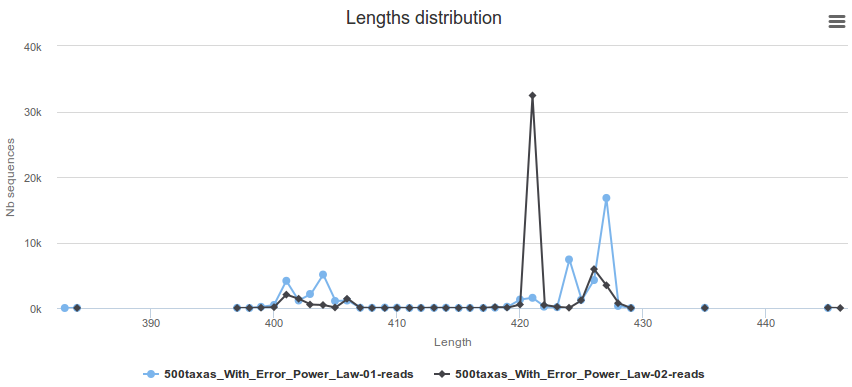 Lengths distribution
40k
30k
20k
10k
0k
Nb sequences
390
400
410
420
430
440
Length
500taxas_With_Error_Power_Law-01-reads
500taxas_With_Error_Power_Law-02-reads